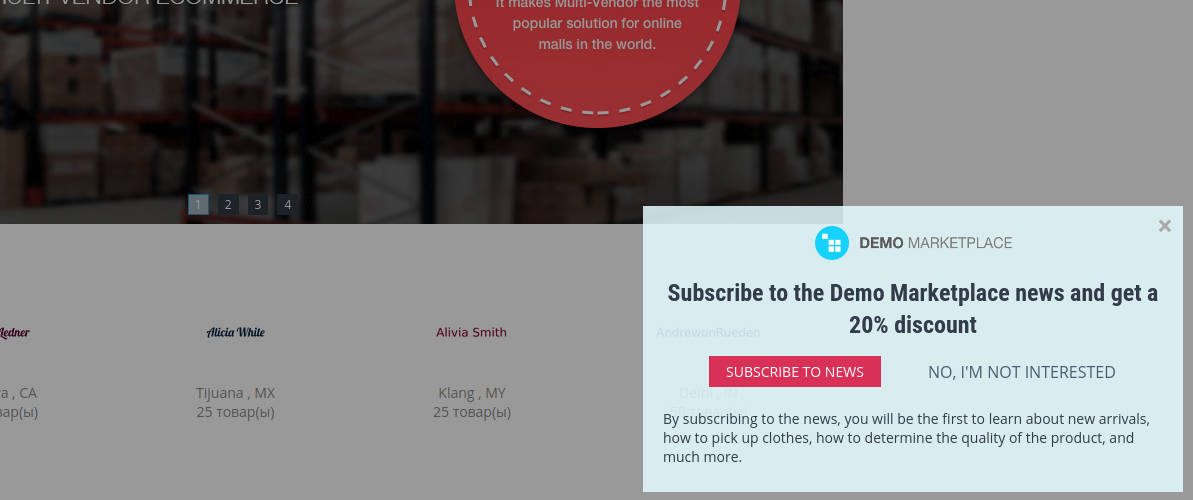 It makes Multi-Vendor the most
popular solution for online
malls in the world.
1 2 3 4
DEMO MARKETPLACE
Subscribe to the Demo Marketplace news and get a
20% discount
SUBSCRIBE TO NEWS NO, I'M NOT INTERESTED
By subscribing to the news, you will be the first to learn about new arrivals,
how to pick up clothes, how to determine the quality of the product, and
much more.
Ledner Alicia White Alivia Smith AndrewonRueden
, CA Tijuana , MX Klang , MY Delhi , IN
25 товар(ы) 25 товар(ы)